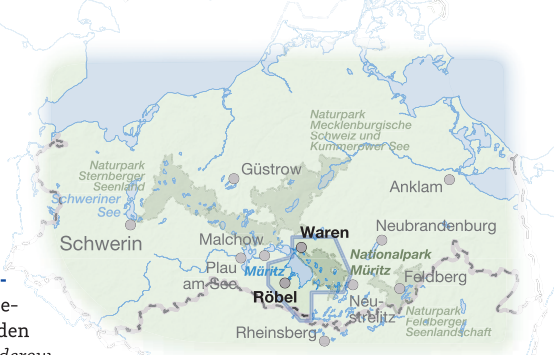 Naturpark
Mecklenburgische
Schweiz und
Kummerower See
Naturpark
Sternberger
Seenland
Güstrow
Anklam
Schweriner
See
Schwerin
Waren
Neubrandenburg
Malchow
Nationalpark
Müritz
Plau
am-See
Müritz
Feldberg
Röbel
Neu-
strelitz
Naturpark
Feldberger
Seenlandschaft
Rheinsberg
e-
den